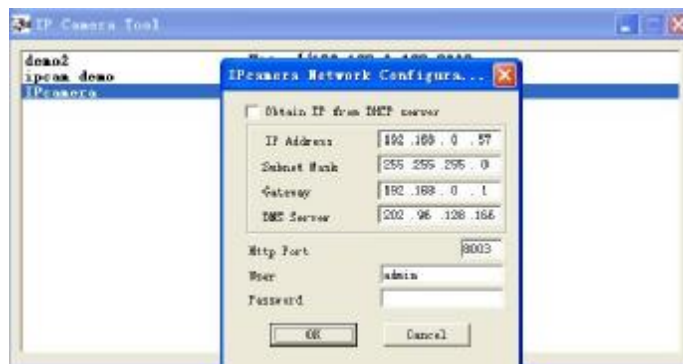 IP Camera Tool
demo2
ipcam demo
IPcamera
IPcamera Network Configura...
Obtain IP from DHCP server
IP Address 192 .168 . 0 . 57
Subnet Mask 255 .255 .255 . 0
Gateway 192 .168 . 0 . 1
DNS Server 202 . 96 .128 .166
Http Port 8003
User admin
Password
OK Cancel